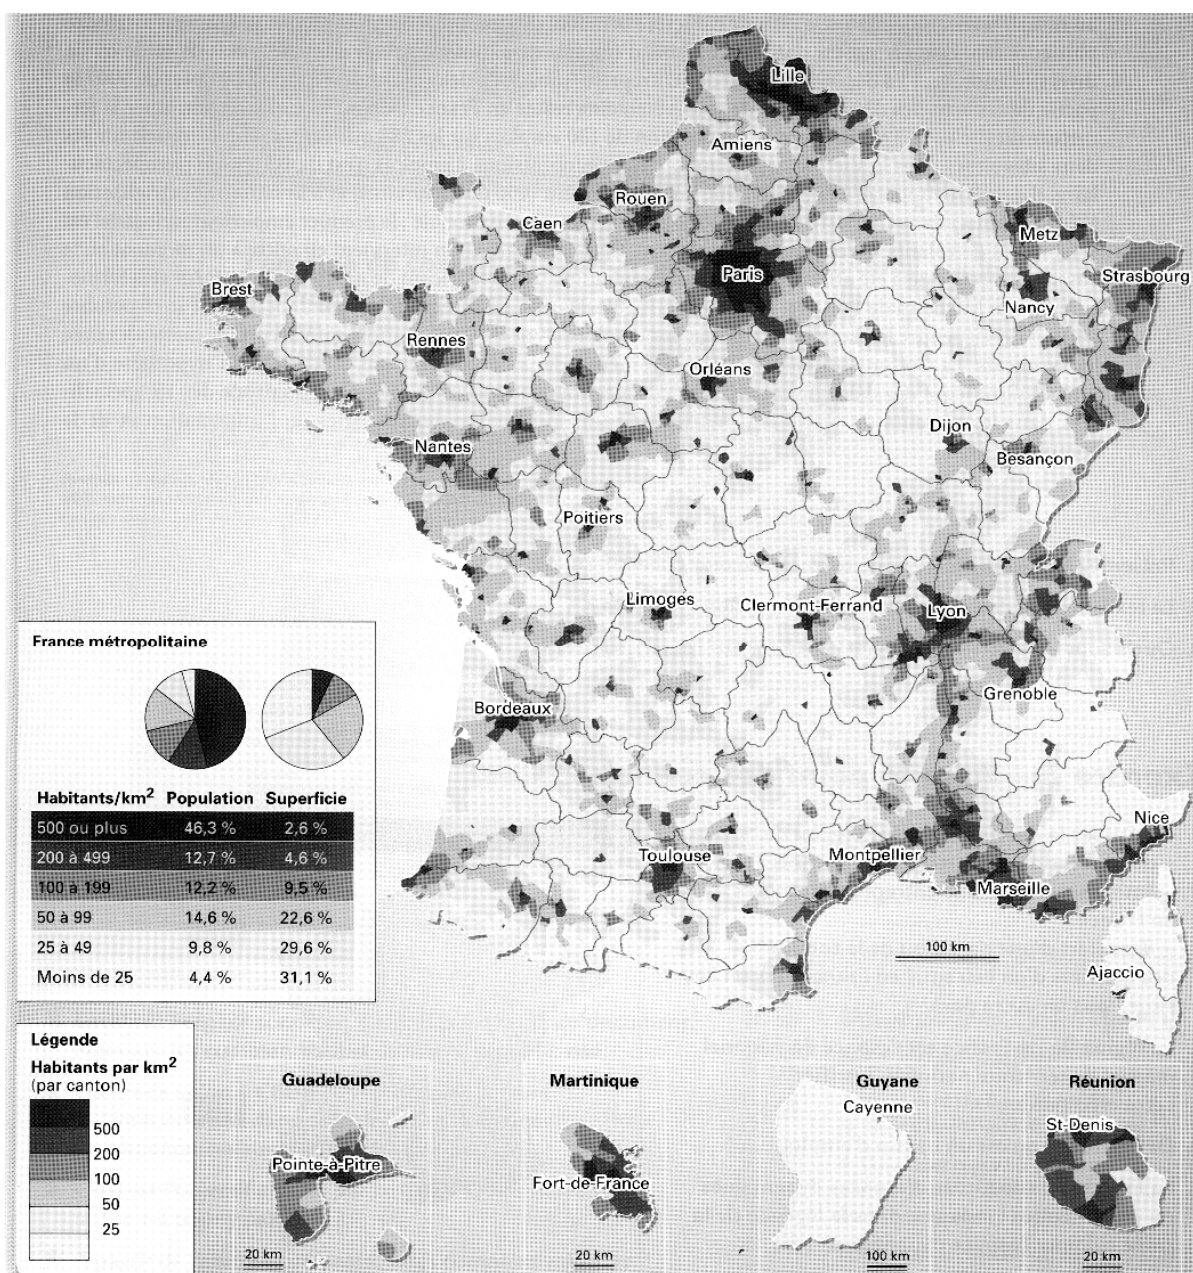 Lille
Amiens
Rouen
Caen
Metz
Paris
Strasbourg
Brest
Nancy
Rennes
Orléans
Dijon
Nantes
Besançon
Poitiers
Limoges
Clermont-Ferrand
Lyon
Grenoble
Bordeaux
Nice
Toulouse
Montpellier
Marseille
100 km
Ajaccio
France métropolitaine
Habitants/km² Population Superficie
500 ou plus 46,3 % 2,6 %
200 à 499 12,7 % 4,6 %
100 à 199 12,2 % 9,5 %
50 à 99 14,6 % 22,6 %
25 à 49 9,8 % 29,6 %
Moins de 25 4,4 % 31,1 %
Légende
Habitants par km²
(par canton)
500
200
100
50
25
Guadeloupe
Pointe-à-Pitre
20 km
Martinique
Fort-de-France
20 km
Guyane
Cayenne
100 km
Réunion
St-Denis
20 km